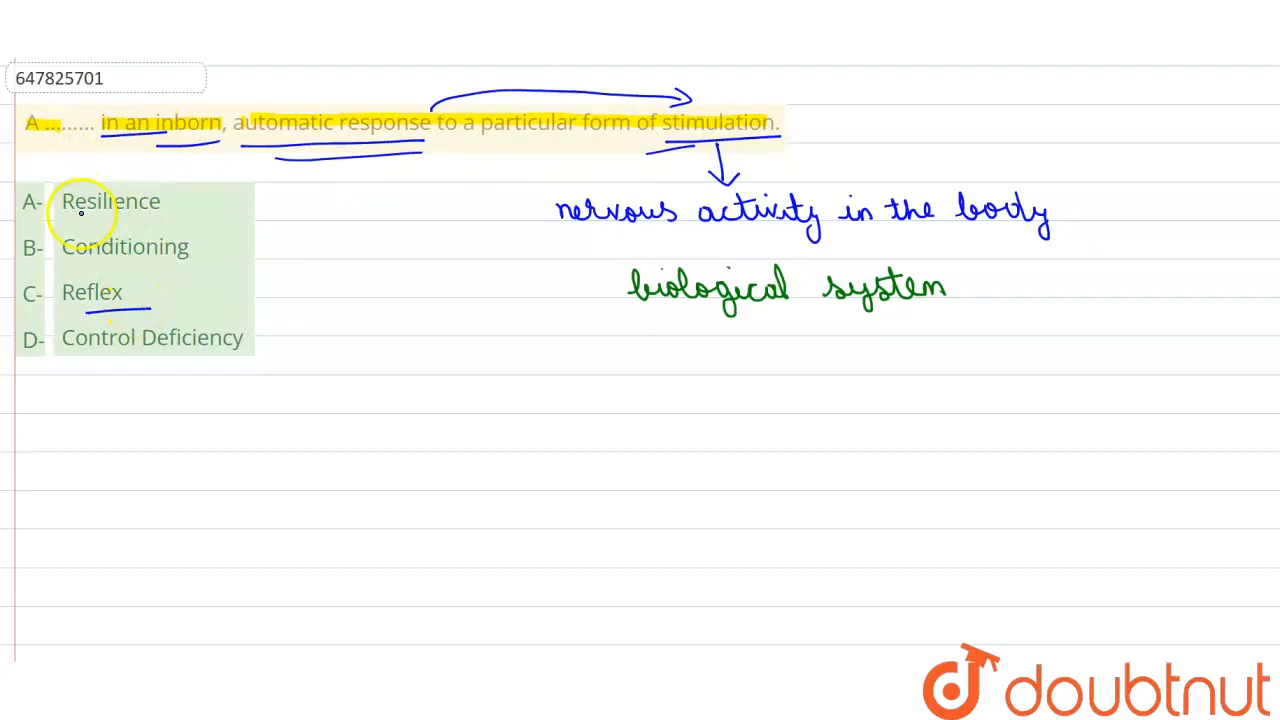 647825701
A ......... in an inborn, automatic response to a particular form of stimulation.
A- Resilience
B- Conditioning
C- Reflex
D- Control Deficiency
nervous activity in the body
biological system
doubtnut